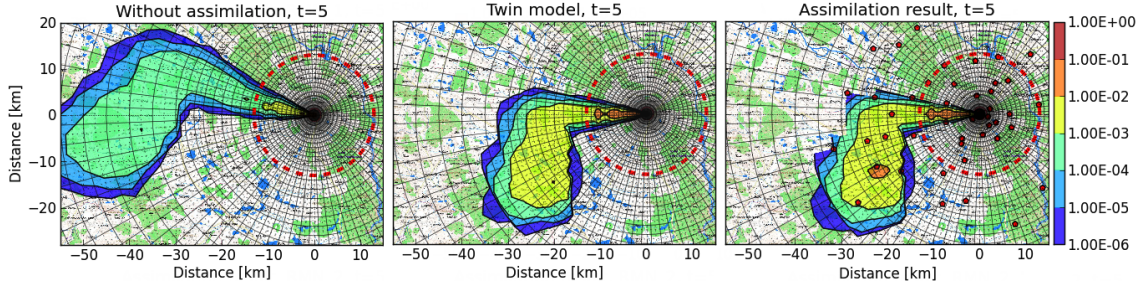 Without assimilation, t=5
Twin model, t=5
Assimilation result, t=5
Distance [km]
20
10
0
−10
−20
−50 −40 −30 −20 −10 0 10
−50 −40 −30 −20 −10 0 10
−50 −40 −30 −20 −10 0 10
Distance [km]
Distance [km]
Distance [km]
1.00E+00
1.00E-01
1.00E-02
1.00E-03
1.00E-04
1.00E-05
1.00E-06